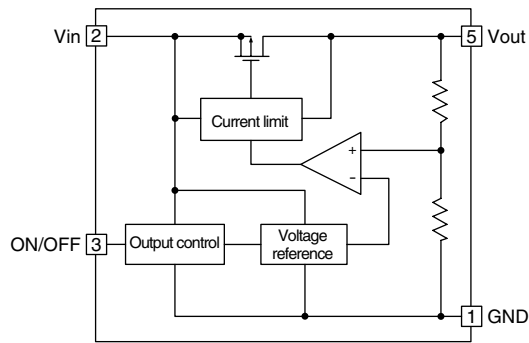 Vin 2
5 Vout
Current limit
+
-
ON/OFF 3
Output control
Voltage
reference
1 GND